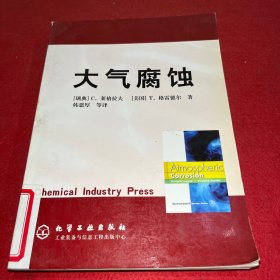 大气腐蚀
[瑞典] C. 莱格拉夫 [美国] T. 格雷德尔 著
韩恩厚 等译
Atmospheric
Corrosion
hemical Industry Press
化学工业出版社
工业装备与信息工程出版中心